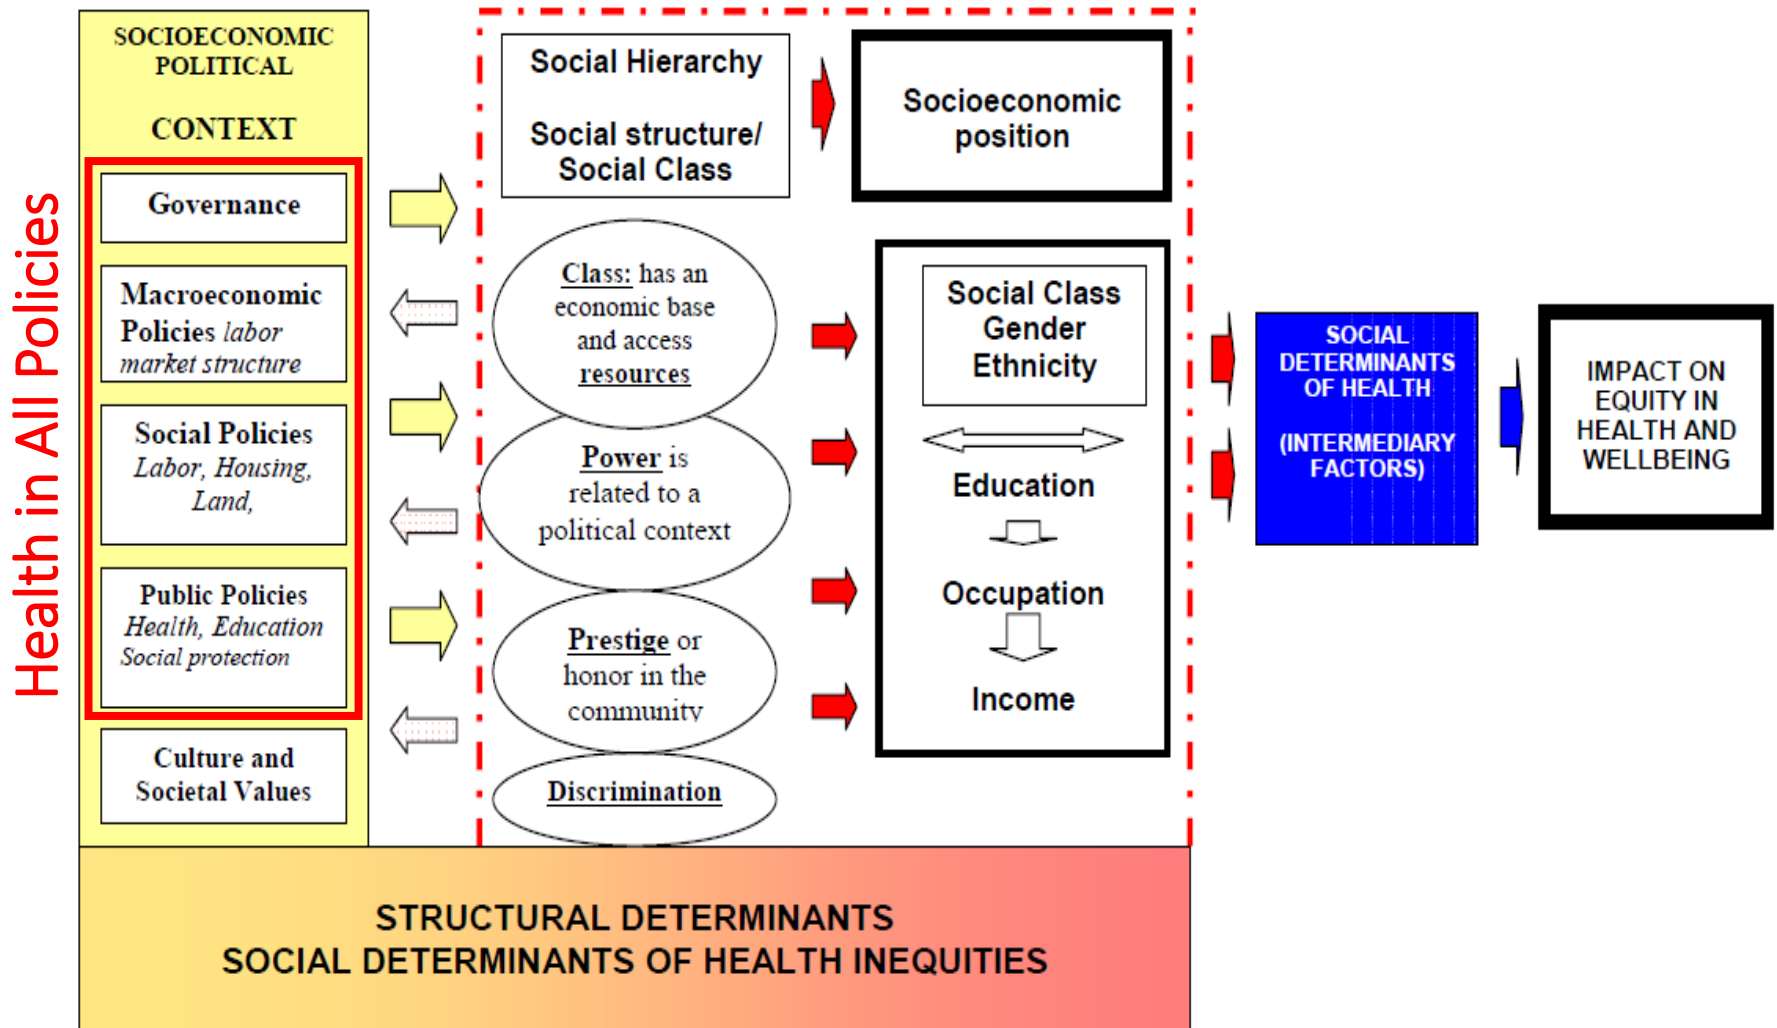 Health in All Policies
SOCIOECONOMIC
POLITICAL
CONTEXT
Governance
Macroeconomic
Policies labor
market structure
Social Policies
Labor, Housing,
Land,
Public Policies
Health, Education
Social protection
Culture and
Societal Values
Social Hierarchy
Social structure/
Social Class
Socioeconomic
position
Class: has an
economic base
and access
resources
Power is
related to a
political context
Prestige or
honor in the
community
Discrimination
Social Class
Gender
Ethnicity
Education
Occupation
Income
SOCIAL
DETERMINANTS
OF HEALTH
(INTERMEDIARY
FACTORS)
IMPACT ON
EQUITY IN
HEALTH AND
WELLBEING
STRUCTURAL DETERMINANTS
SOCIAL DETERMINANTS OF HEALTH INEQUITIES